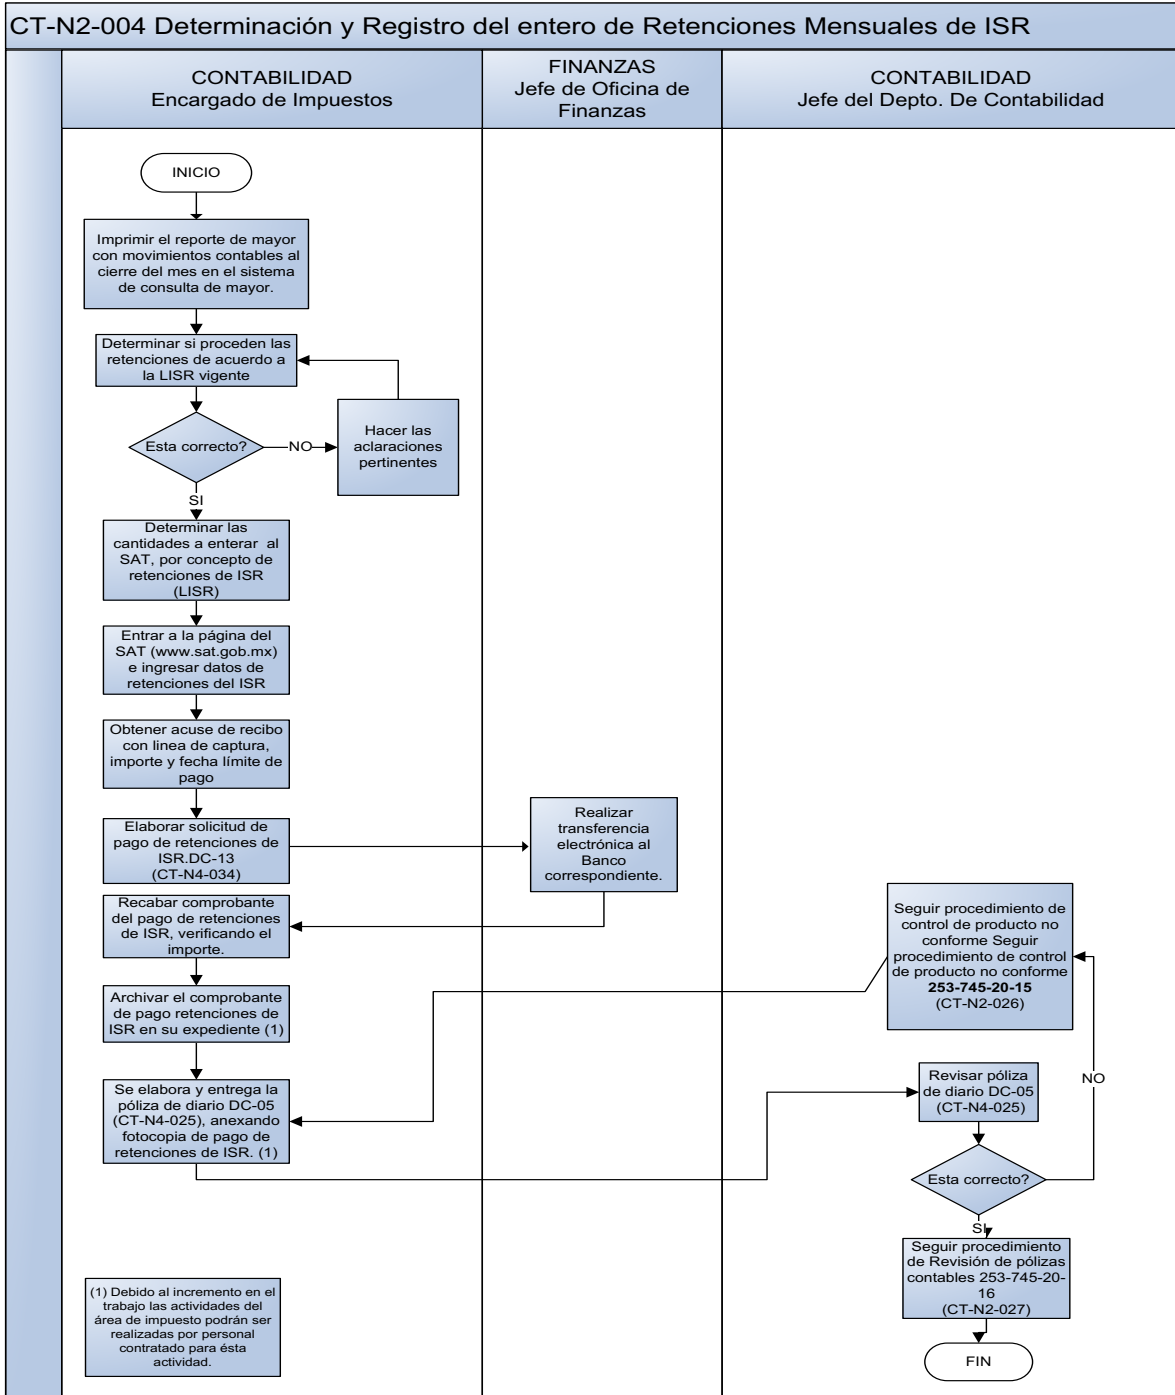 CT-N2-004 Determinación y Registro del entero de Retenciones Mensuales de ISR
CONTABILIDAD
Encargado de Impuestos
FINANZAS
Jefe de Oficina de
Finanzas
CONTABILIDAD
Jefe del Depto. De Contabilidad
INICIO
Imprimir el reporte de mayor
con movimientos contables al
cierre del mes en el sistema
de consulta de mayor.
Determinar si proceden las
retenciones de acuerdo a
la LISR vigente
Esta correcto?
NO
Hacer las
aclaraciones
pertinentes
SI
Determinar las
cantidades a enterar al
SAT, por concepto de
retenciones de ISR
(LISR)
Entrar a la página del
SAT (www.sat.gob.mx)
e ingresar datos de
retenciones del ISR
Obtener acuse de recibo
con linea de captura,
importe y fecha límite de
pago
Elaborar solicitud de
pago de retenciones de
ISR.DC-13
(CT-N4-034)
Realizar
transferencia
electrónica al
Banco
correspondiente.
Recabar comprobante
del pago de retenciones
de ISR, verificando el
importe.
Archivar el comprobante
de pago retenciones de
ISR en su expediente (1)
Se elabora y entrega la
póliza de diario DC-05
(CT-N4-025), anexando
fotocopia de pago de
retenciones de ISR. (1)
Seguir procedimiento de
control de producto no
conforme Seguir
procedimiento de control
de producto no conforme
253-745-20-15
(CT-N2-026)
Revisar póliza
de diario DC-05
(CT-N4-025)
NO
Esta correcto?
SI
Seguir procedimiento
de Revisión de pólizas
contables 253-745-20-
16
(CT-N2-027)
FIN
(1) Debido al incremento en el
trabajo las actividades del
área de impuesto podrán ser
realizadas por personal
contratado para ésta
actividad.